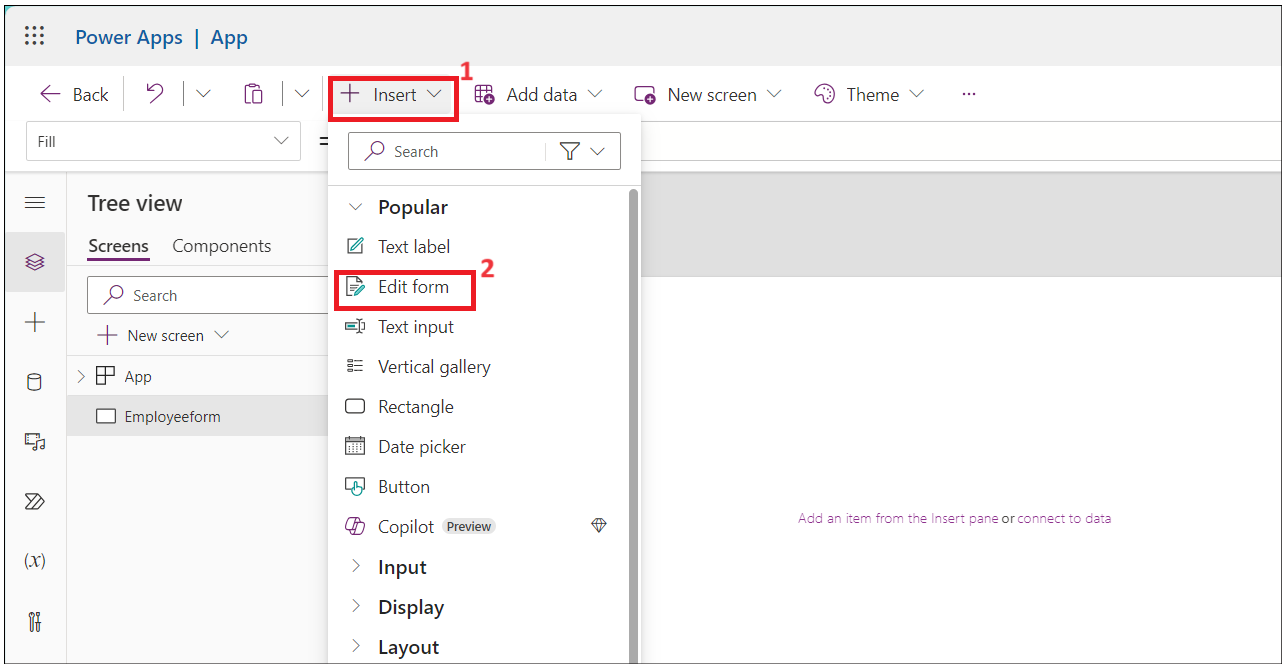 Power Apps | App
Back
1
Insert
Add data
New screen
Theme
...
Fill
=
Search
Tree view
Screens
Components
Search
New screen
App
Employeeform
(x)
Popular
Text label
Edit form
2
Text input
Vertical gallery
Rectangle
Date picker
Button
Copilot Preview
Input
Display
Layout
Add an item from the Insert pane or connect to data